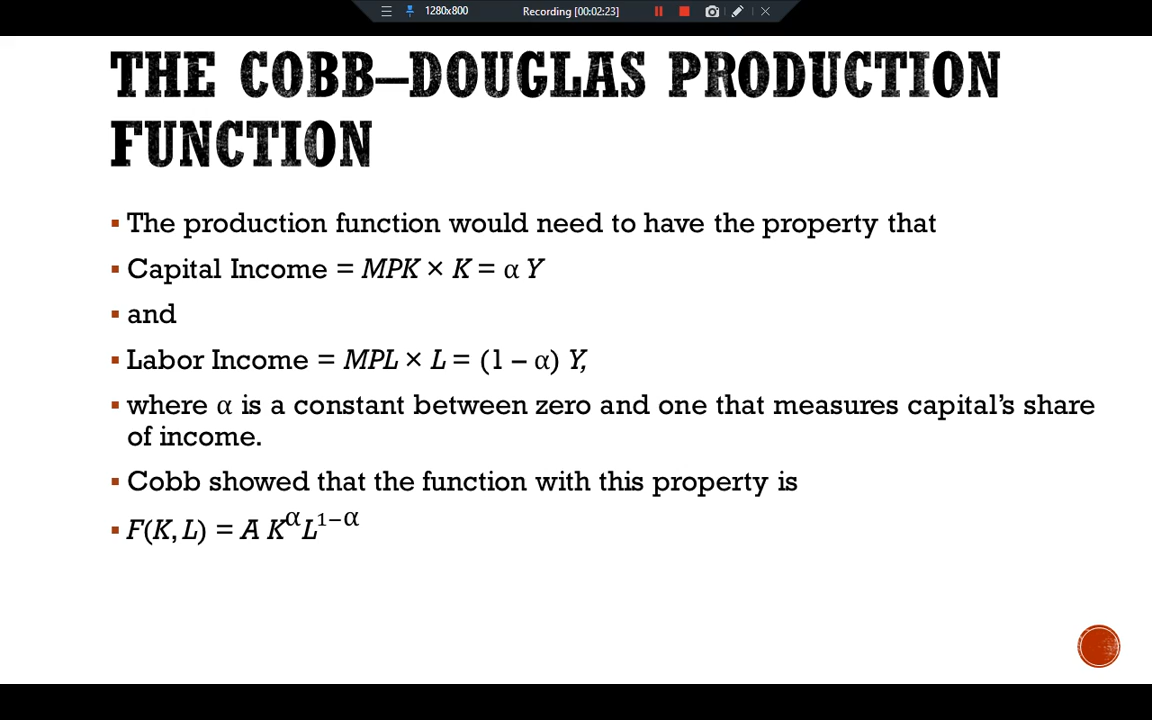 1280x800
Recording [00:02:23]
THE COBB–DOUGLAS PRODUCTION
FUNCTION
▪ The production function would need to have the property that
▪ Capital Income = MPK × K = α Y
▪ and
▪ Labor Income = MPL × L = (1 – α) Y,
▪ where α is a constant between zero and one that measures capital's share
of income.
▪ Cobb showed that the function with this property is
▪ F(K, L) = A K^α L^1−α